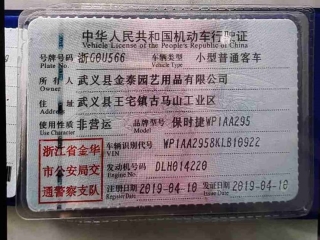 中华人民共和国机动车行驶证
Vehicle License of the People's Republic of China
号牌号码 浙G0U566 车辆类型 小型普通客车
Plate No. Vehicle Type
所有人 武义县金泰园艺用品有限公司
Owner
住址 武义县王宅镇古马山工业区
Address
使用性质 非营运 品牌型号 保时捷WP1AA295
Use Character Model
浙江省金华
市公安局交
通警察支队
车辆识别代号 WP1AA2958KLB10922
VIN
发动机号码 DLH014220
Engine No.
注册日期 2019-04-10 发证日期 2019-04-10
Register Date Issue Date